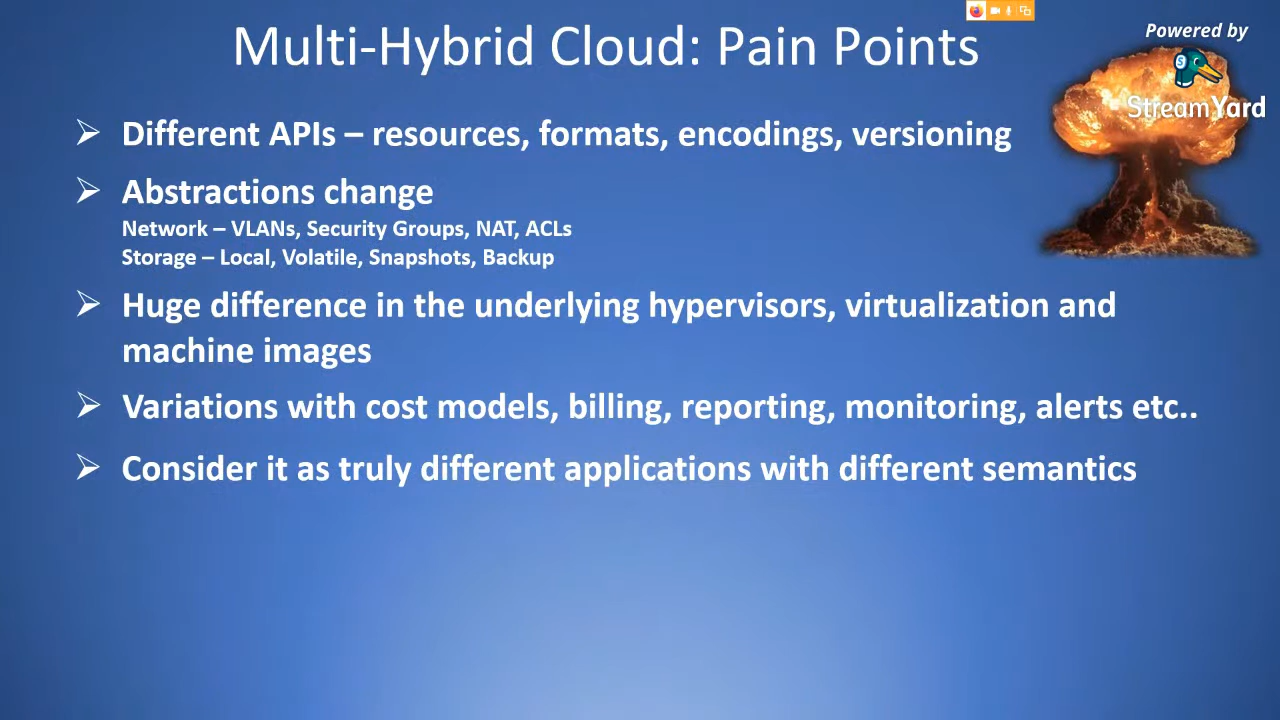 Multi-Hybrid Cloud: Pain Points
Powered by
StreamYard
Different APIs – resources, formats, encodings, versioning
Abstractions change
Network – VLANs, Security Groups, NAT, ACLs
Storage – Local, Volatile, Snapshots, Backup
Huge difference in the underlying hypervisors, virtualization and
machine images
Variations with cost models, billing, reporting, monitoring, alerts etc..
Consider it as truly different applications with different semantics